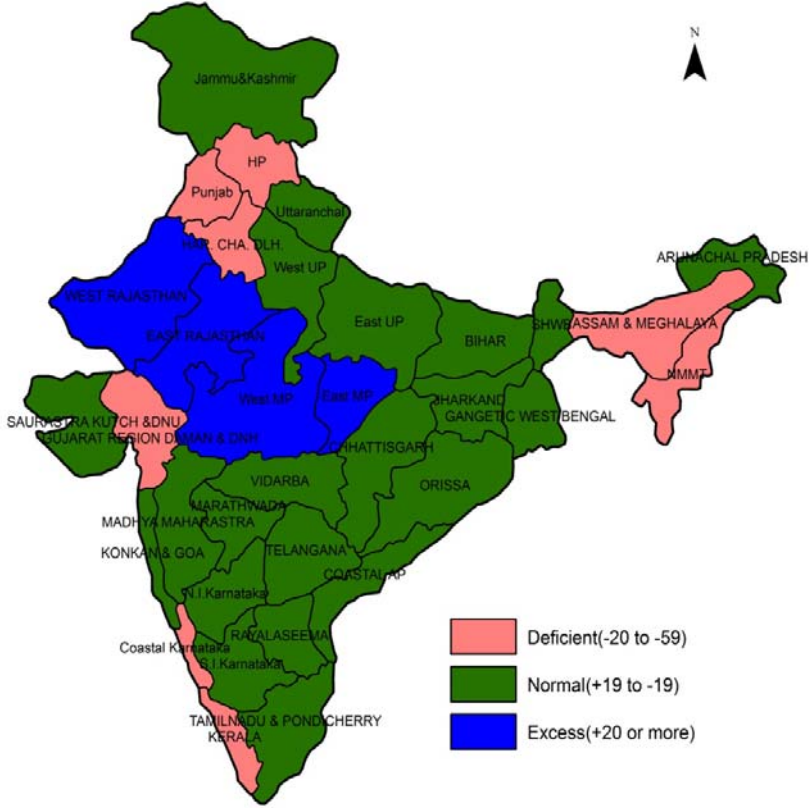 N
Jammu&Kashmir
HP
Punjab
Uttaranchal
HAR. CHA. DLH.
West UP
ARUNACHAL PRADESH
WEST RAJASTHAN
EAST RAJASTHAN
East UP
SHWB
ASSAM & MEGHALAYA
BIHAR
NMMT
West MP
East MP
JHARKAND
GANGETIC WEST BENGAL
SAURASTRA KUTCH &DNU
GUJARAT REGION DAMAN & DNH
CHHATTISGARH
VIDARBA
ORISSA
MARATHWADA
MADHYA MAHARASTRA
KONKAN & GOA
TELANGANA
COASTAL AP
N.I.Karnataka
RAYALASEEMA
Coastal Karnataka
S.I.Karnataka
TAMILNADU & PONDICHERRY
KERALA
Deficient(-20 to -59)
Normal(+19 to -19)
Excess(+20 or more)